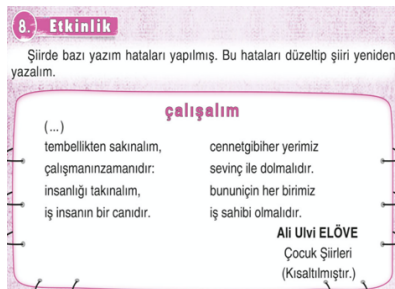 8. Etkinlik
Şiirde bazı yazım hataları yapılmış. Bu hataları düzeltip şiiri yeniden
yazalım.
çalışalım
(...)
tembellikten sakınalım,
çalışmanınzamanıdır:
insanlığı takınalım,
iş insanın bir canıdır.
cennetgibiher yerimiz
sevinç ile dolmalıdır.
bununiçin her birimiz
iş sahibi olmalıdır.
Ali Ulvi ELÖVE
Çocuk Şiirleri
(Kısaltılmıştır.)